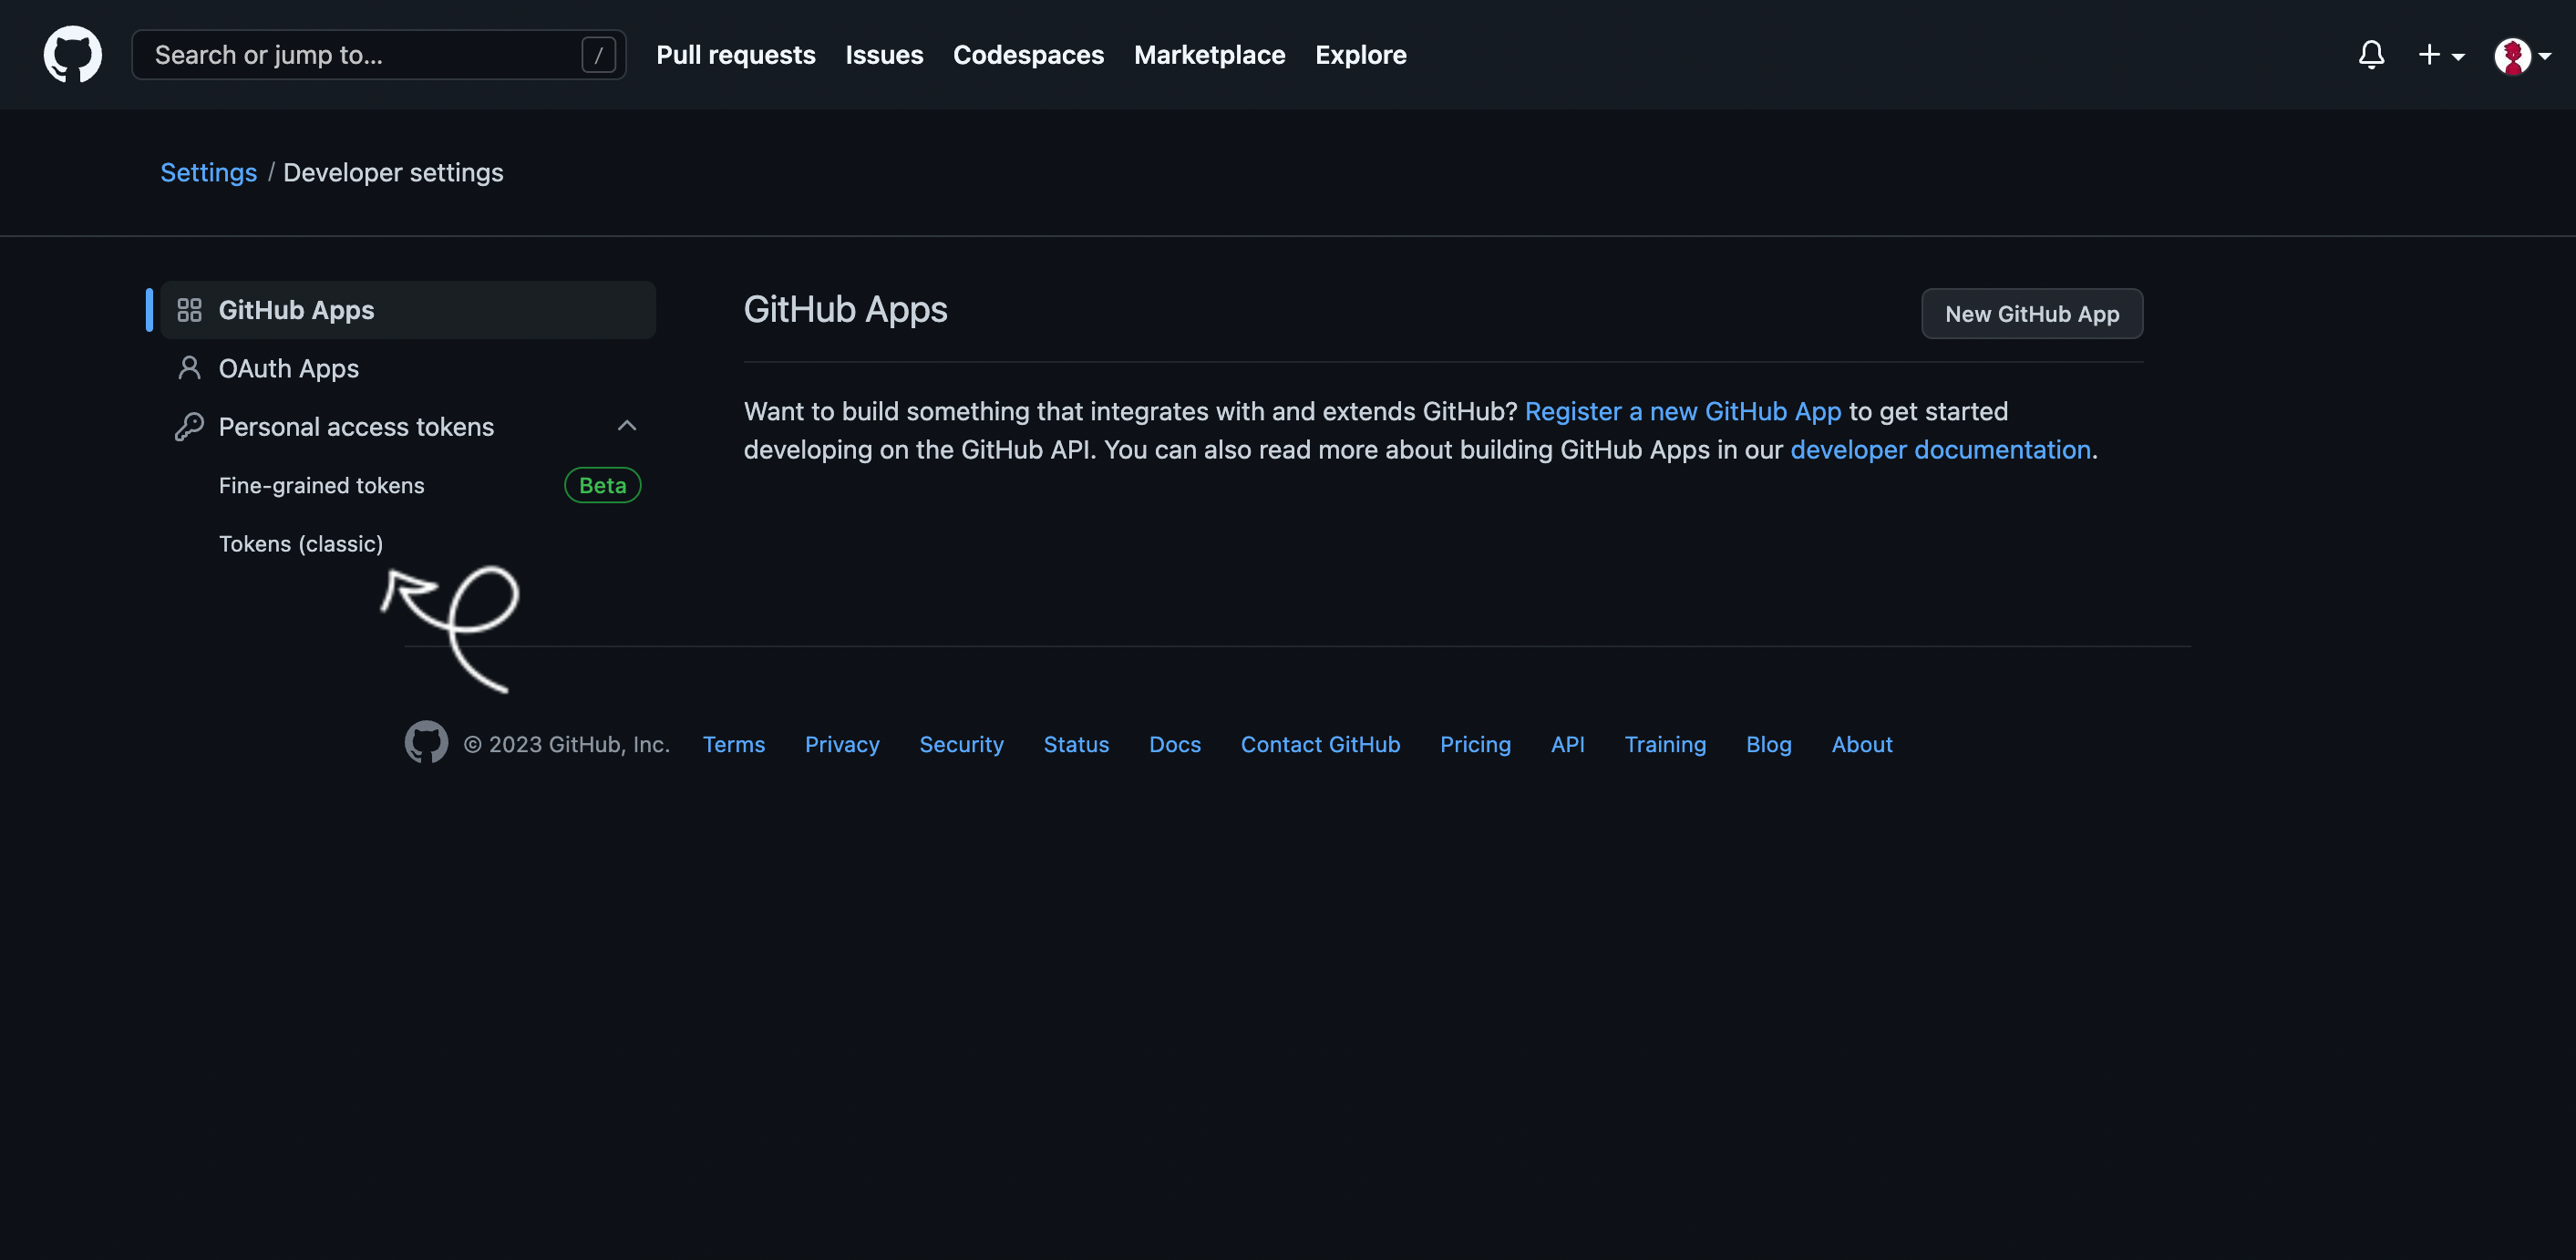 Search or jump to... /
Pull requests Issues Codespaces Marketplace Explore
Settings / Developer settings
GitHub Apps
OAuth Apps
Personal access tokens
Fine-grained tokens Beta
Tokens (classic)
GitHub Apps
New GitHub App
Want to build something that integrates with and extends GitHub? Register a new GitHub App to get started
developing on the GitHub API. You can also read more about building GitHub Apps in our developer documentation.
© 2023 GitHub, Inc. Terms Privacy Security Status Docs Contact GitHub Pricing API Training Blog About